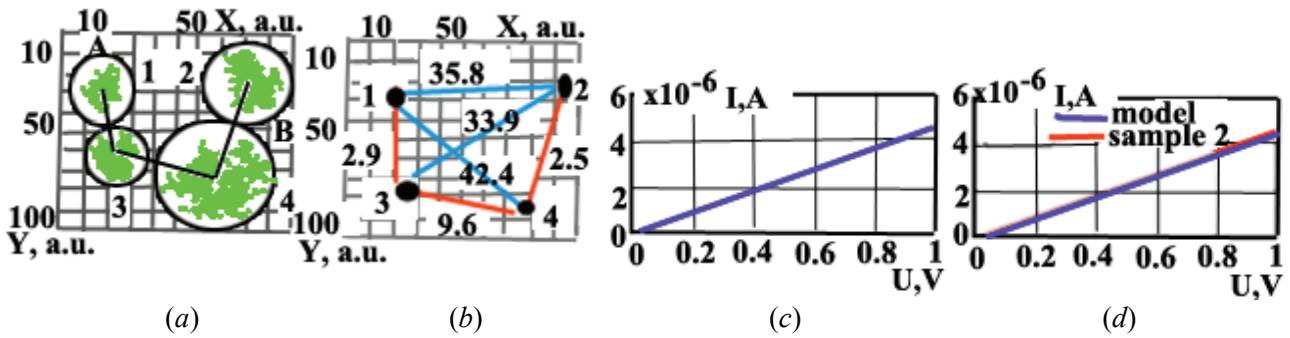 10 50 X, a.u.
10
A
1 2
50
B
3 4
100
Y, a.u.
(a)
10 50 X, a.u.
10
35.8
1 2
33.9
50
2.9 2.5
42.4
3 4
9.6
100
Y, a.u.
(b)
6 x10-6 I,A
4
2
0
0 0.2 0.4 0.6 0.8 1
U,V
(c)
6 x10-6 I,A
model
sample 2
4
2
0
0 0.2 0.4 0.6 0.8 1
U,V
(d)